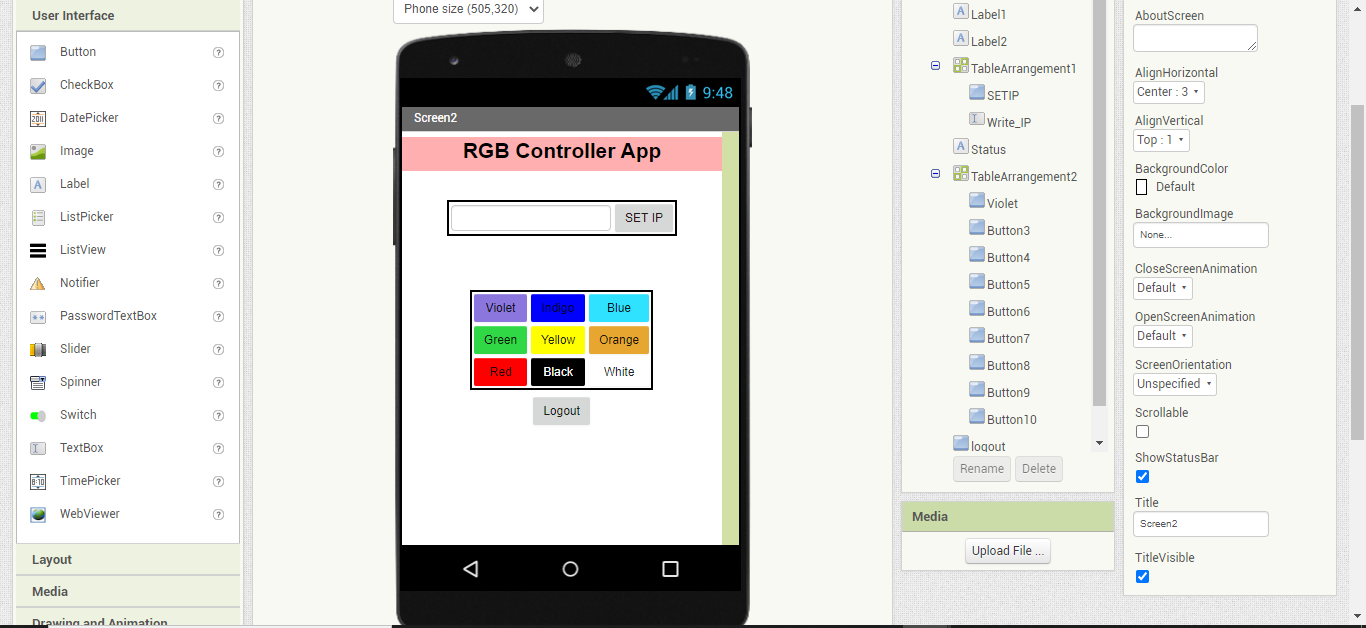 User Interface
Button ?
CheckBox ?
DatePicker ?
Image ?
Label ?
ListPicker ?
ListView ?
Notifier ?
PasswordTextBox ?
Slider ?
Spinner ?
Switch ?
TextBox ?
TimePicker ?
WebViewer ?
Layout
Media
Drawing and Animation
Phone size (505,320)
9:48
Screen2
RGB Controller App
SET IP
Violet Indigo Blue
Green Yellow Orange
Red Black White
Logout
Label1
Label2
TableArrangement1
SETIP
Write_IP
Status
TableArrangement2
Violet
Button3
Button4
Button5
Button6
Button7
Button8
Button9
Button10
logout
Rename Delete
Media
Upload File ...
AboutScreen
AlignHorizontal
Center : 3
AlignVertical
Top : 1
BackgroundColor
Default
BackgroundImage
None...
CloseScreenAnimation
Default
OpenScreenAnimation
Default
ScreenOrientation
Unspecified
Scrollable
ShowStatusBar
Title
Screen2
TitleVisible